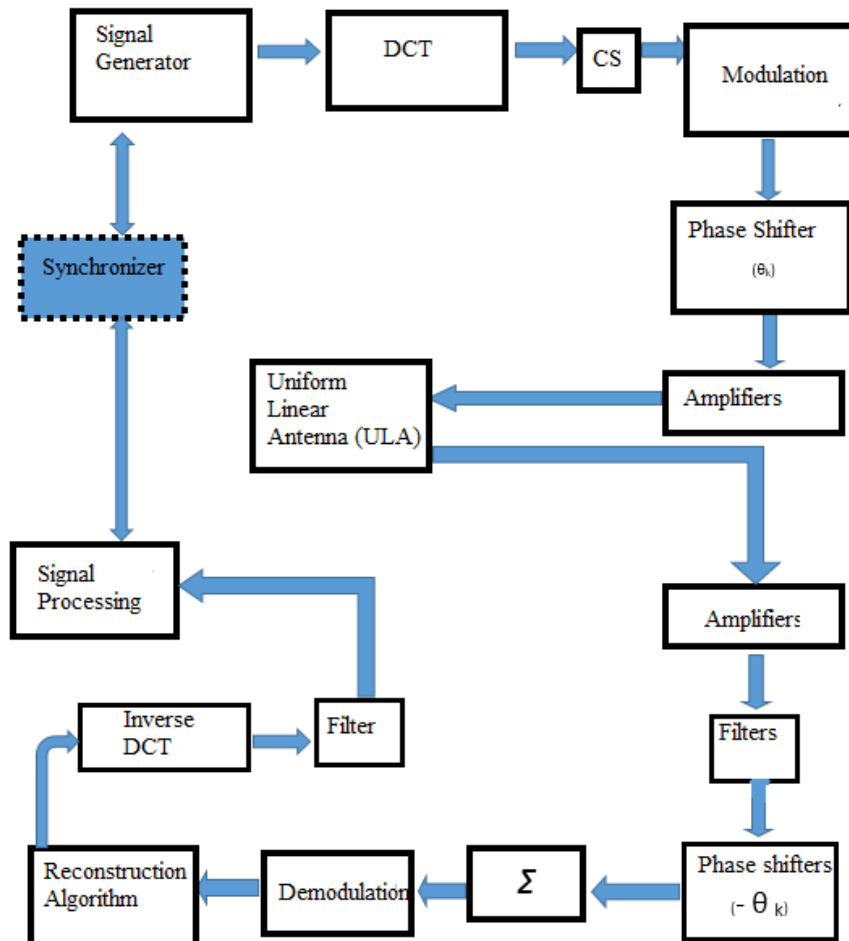 Signal
Generator
DCT
CS
Modulation
Phase Shifter
(θk)
Synchronizer
Uniform
Linear
Antenna (ULA)
Amplifiers
Signal
Processing
Amplifiers
Inverse
DCT
Filter
Filters
Reconstruction
Algorithm
Demodulation
Σ
Phase shifters
(- θ k)